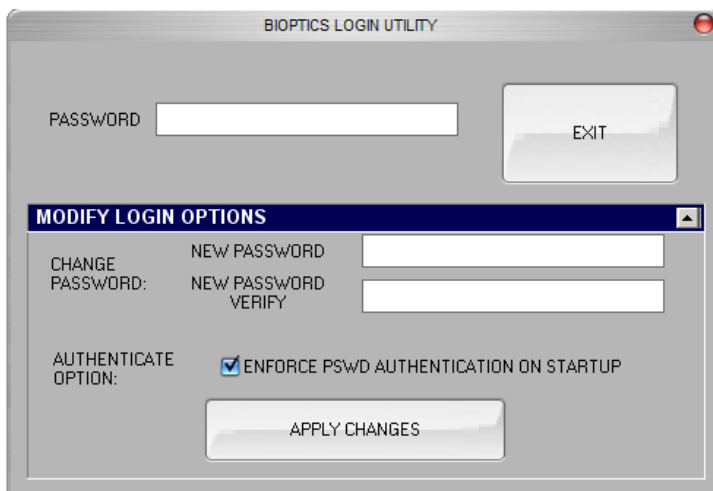 BIOPTICS LOGIN UTILITY
PASSWORD
EXIT
MODIFY LOGIN OPTIONS
CHANGE
PASSWORD:
NEW PASSWORD
NEW PASSWORD
VERIFY
AUTHENTICATE
OPTION:
ENFORCE PSWD AUTHENTICATION ON STARTUP
APPLY CHANGES